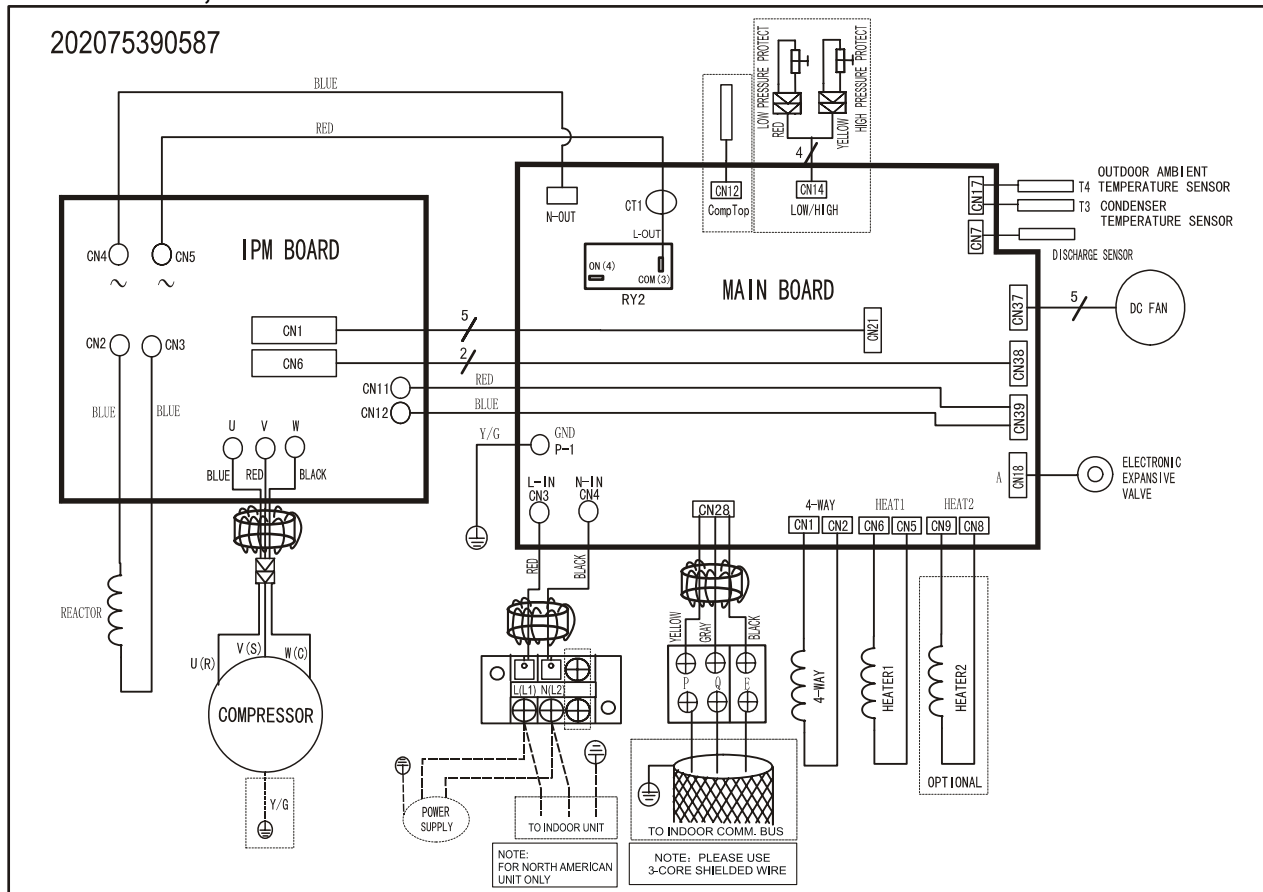 202075390587
BLUE
RED
LOW PRESSURE PROTECT
RED
YELLOW
HIGH PRESSURE PROTECT
4
CN12
CompTop
CN14
LOW/HIGH
CN17
T4
OUTDOOR AMBIENT
TEMPERATURE SENSOR
T3
CONDENSER
TEMPERATURE SENSOR
CN7
DISCHARGE SENSOR
N-OUT
CT1
L-OUT
ON(4)
COM(3)
RY2
IPM BOARD
CN4
CN5
~
~
MAIN BOARD
CN37
5
DC FAN
CN1
5
CN21
CN2
CN3
CN6
2
CN38
CN11
RED
CN12
BLUE
CN39
BLUE
BLUE
U
V
W
BLUE
RED
BLACK
Y/G
GND
P-1
A
CN18
ELECTRONIC
EXPANSIVE
VALVE
L-IN
CN3
N-IN
CN4
CN28
4-WAY
CN1
CN2
HEAT1
CN6
CN5
HEAT2
CN9
CN8
RED
BLACK
YELLOW
GRAY
BLACK
REACTOR
U(R)
V(S)
W(C)
COMPRESSOR
Y/G
L(L1)
N(L2)
P
Q
E
4-WAY
HEATER1
HEATER2
OPTIONAL
POWER
SUPPLY
TO INDOOR UNIT
NOTE:
FOR NORTH AMERICAN
UNIT ONLY
TO INDOOR COMM. BUS
NOTE: PLEASE USE
3-CORE SHIELDED WIRE